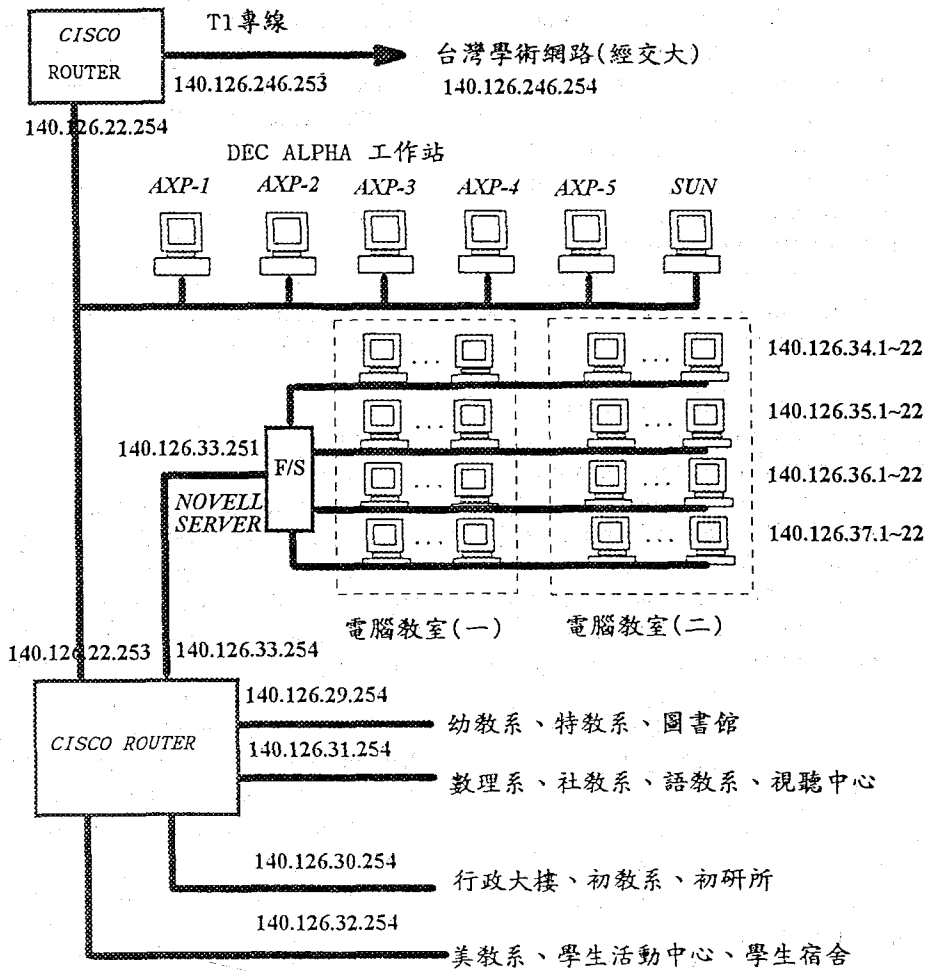 CISCO
ROUTER
T1專線
140.126.246.253
台灣學術網路(經交大)
140.126.246.254
140.126.22.254
DEC ALPHA 工作站
AXP-1 AXP-2 AXP-3 AXP-4 AXP-5 SUN
140.126.34.1~22
140.126.35.1~22
140.126.36.1~22
140.126.37.1~22
140.126.33.251
F/S
NOVELL
SERVER
電腦教室(一)
電腦教室(二)
140.126.22.253
140.126.33.254
CISCO ROUTER
140.126.29.254
幼教系、特教系、圖書館
140.126.31.254
數理系、社教系、語教系、視聽中心
140.126.30.254
行政大樓、初教系、初研所
140.126.32.254
美教系、學生活動中心、學生宿舍